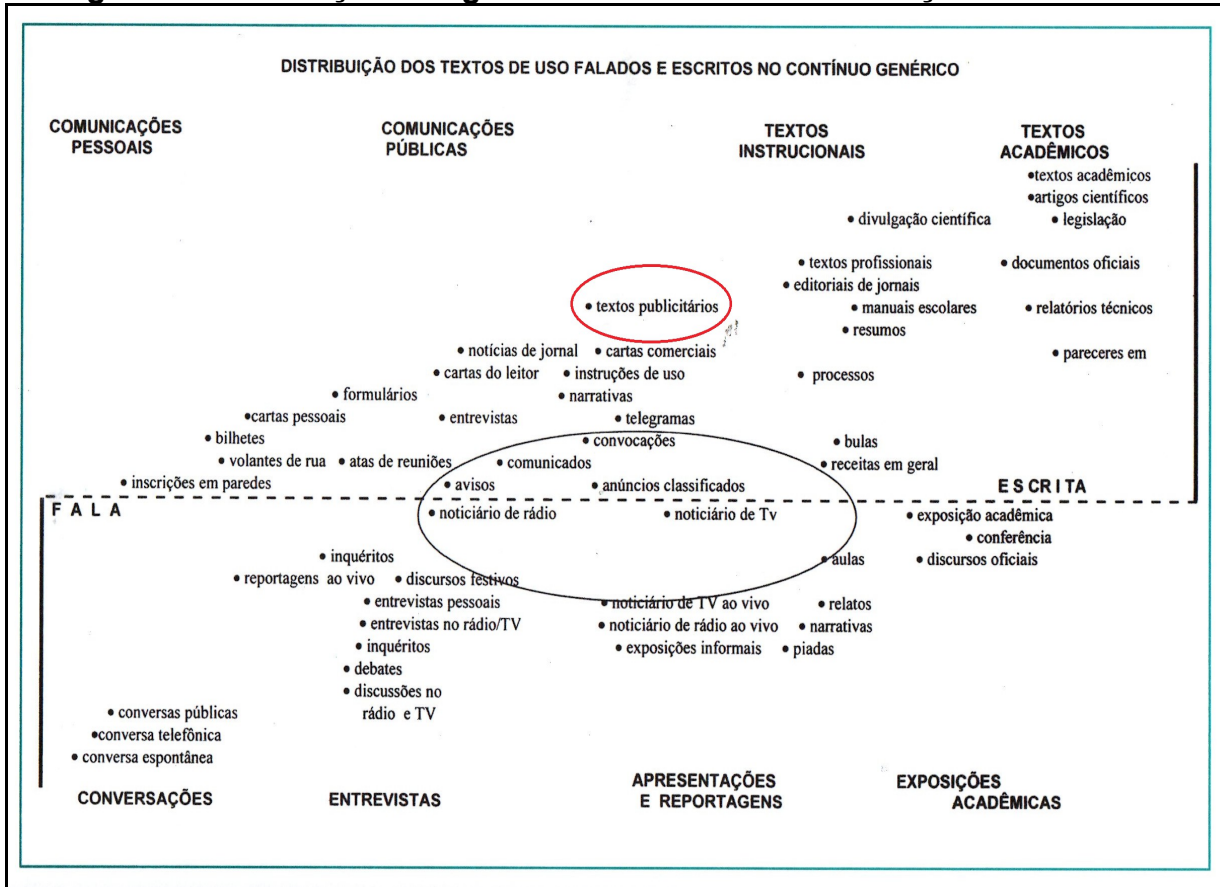 DISTRIBUIÇÃO DOS TEXTOS DE USO FALADOS E ESCRITOS NO CONTÍNUO GENÉRICO
COMUNICAÇÕES
PESSOAIS
COMUNICAÇÕES
PÚBLICAS
TEXTOS
INSTRUCIONAIS
TEXTOS
ACADÊMICOS
•textos acadêmicos
•artigos científicos
• divulgação científica • legislação
• textos profissionais • documentos oficiais
• editoriais de jornais
• textos publicitários • manuais escolares • relatórios técnicos
• resumos
• notícias de jornal • cartas comerciais • pareceres em
• cartas do leitor • instruções de uso • processos
• formulários • narrativas
•cartas pessoais • entrevistas • telegramas
• bilhetes • convocações • bulas
• volantes de rua • atas de reuniões • comunicados • receitas em geral
• inscrições em paredes • avisos • anúncios classificados ESCRITA
FALA • noticiário de rádio • noticiário de Tv • exposição acadêmica
• conferência
• inquéritos • aulas • discursos oficiais
• reportagens ao vivo • discursos festivos
• entrevistas pessoais • noticiário de TV ao vivo • relatos
• entrevistas no rádio/TV • noticiário de rádio ao vivo • narrativas
• inquéritos • exposições informais • piadas
• debates
• discussões no
• conversas públicas rádio e TV
•conversa telefônica
• conversa espontânea
CONVERSAÇÕES
ENTREVISTAS
APRESENTAÇÕES
E REPORTAGENS
EXPOSIÇÕES
ACADÊMICAS